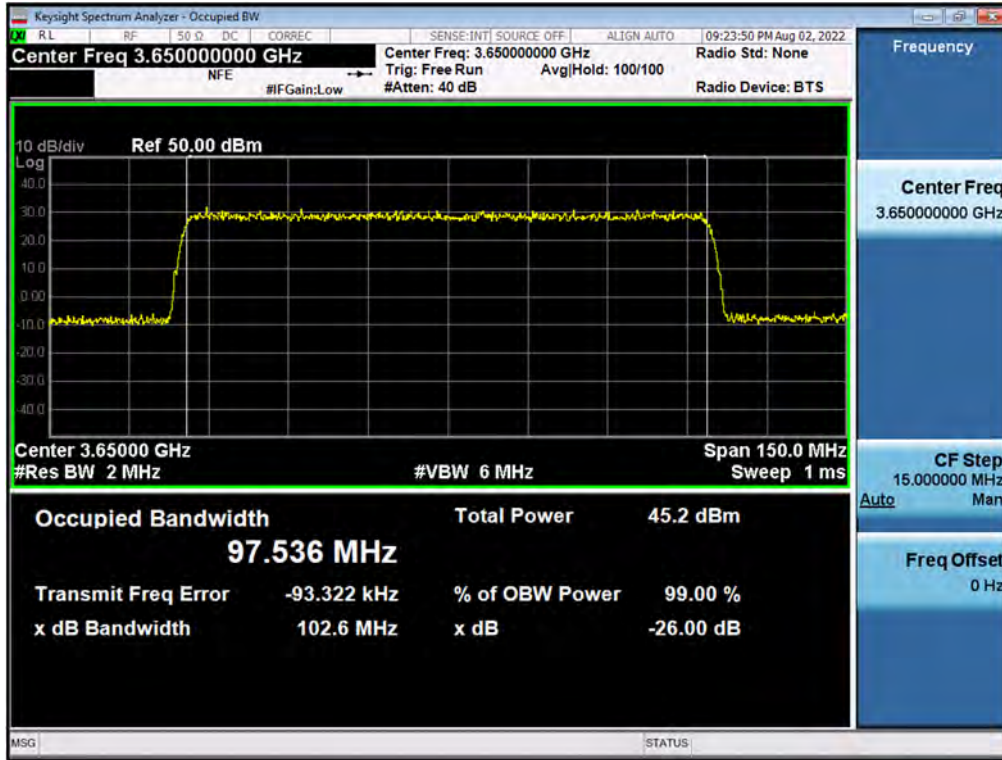 Keysight Spectrum Analyzer - Occupied BW
RL RF 50 Ω DC CORREC SENSE:INT SOURCE OFF ALIGN AUTO 09:23:50 PM Aug 02, 2022
Center Freq 3.650000000 GHz Center Freq: 3.650000000 GHz Radio Std: None
NFE Trig: Free Run Avg|Hold: 100/100
#IFGain:Low #Atten: 40 dB Radio Device: BTS
10 dB/div Ref 50.00 dBm
Log
40.0
30.0
20.0
10.0
0.00
-10.0
-20.0
-30.0
-40.0
Center 3.65000 GHz Span 150.0 MHz
#Res BW 2 MHz #VBW 6 MHz Sweep 1 ms
Occupied Bandwidth Total Power 45.2 dBm
97.536 MHz
Transmit Freq Error -93.322 kHz % of OBW Power 99.00 %
x dB Bandwidth 102.6 MHz x dB -26.00 dB
MSG STATUS
Frequency
Center Freq
3.650000000 GHz
CF Step
15.000000 MHz
Auto Man
Freq Offset
0 Hz